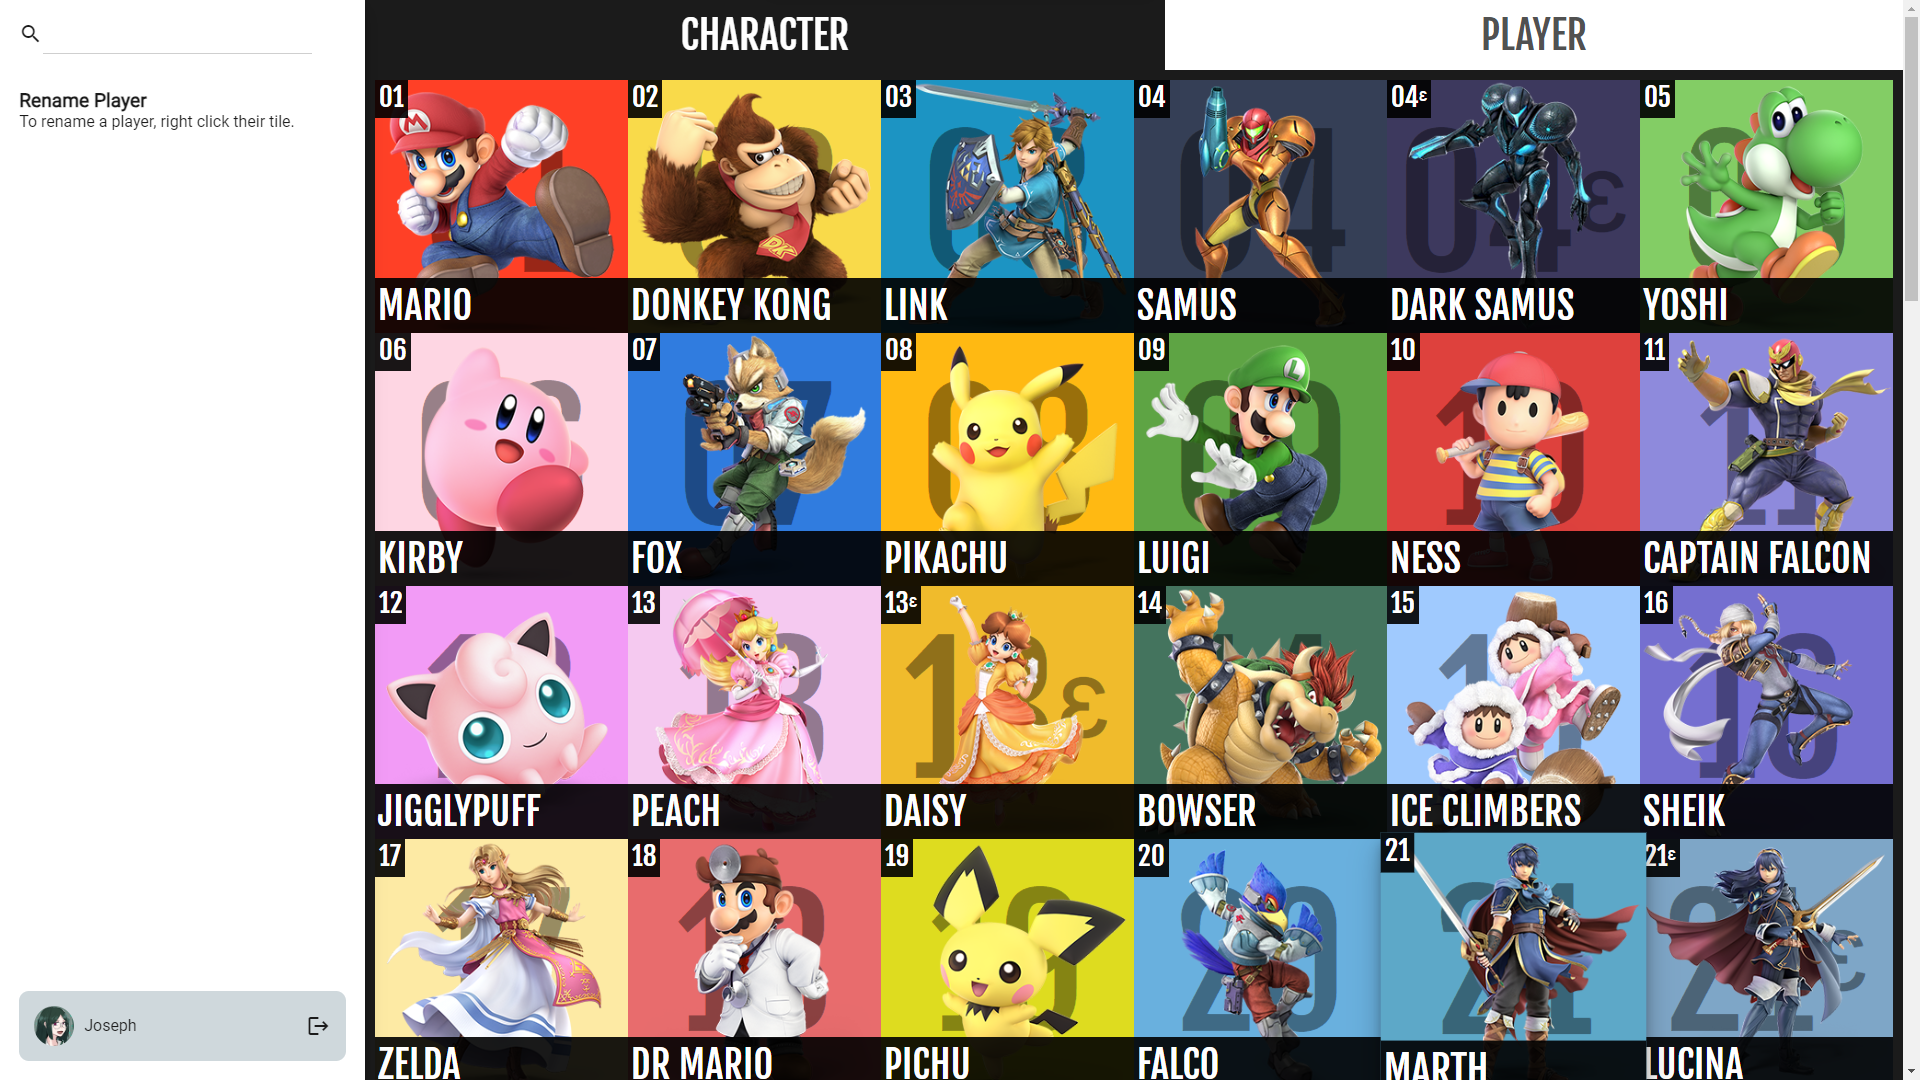 CHARACTER
PLAYER
Rename Player
To rename a player, right click their tile.
01
MARIO
02
DONKEY KONG
03
LINK
04
SAMUS
04ε
DARK SAMUS
05
YOSHI
06
KIRBY
07
FOX
08
PIKACHU
09
LUIGI
10
NESS
11
CAPTAIN FALCON
12
JIGGLYPUFF
13
PEACH
13ε
DAISY
14
BOWSER
15
ICE CLIMBERS
16
SHEIK
17
ZELDA
18
DR MARIO
19
PICHU
20
FALCO
21
MARTH
21ε
LUCINA
Joseph